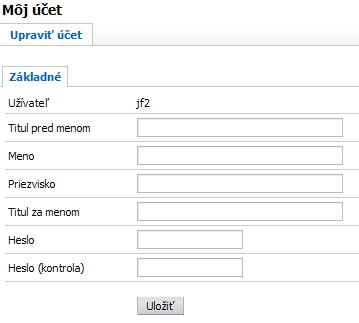 Môj účet
Upraviť účet
Základné
Užívateľ jf2
Titul pred menom
Meno
Priezvisko
Titul za menom
Heslo
Heslo (kontrola)
Uložiť